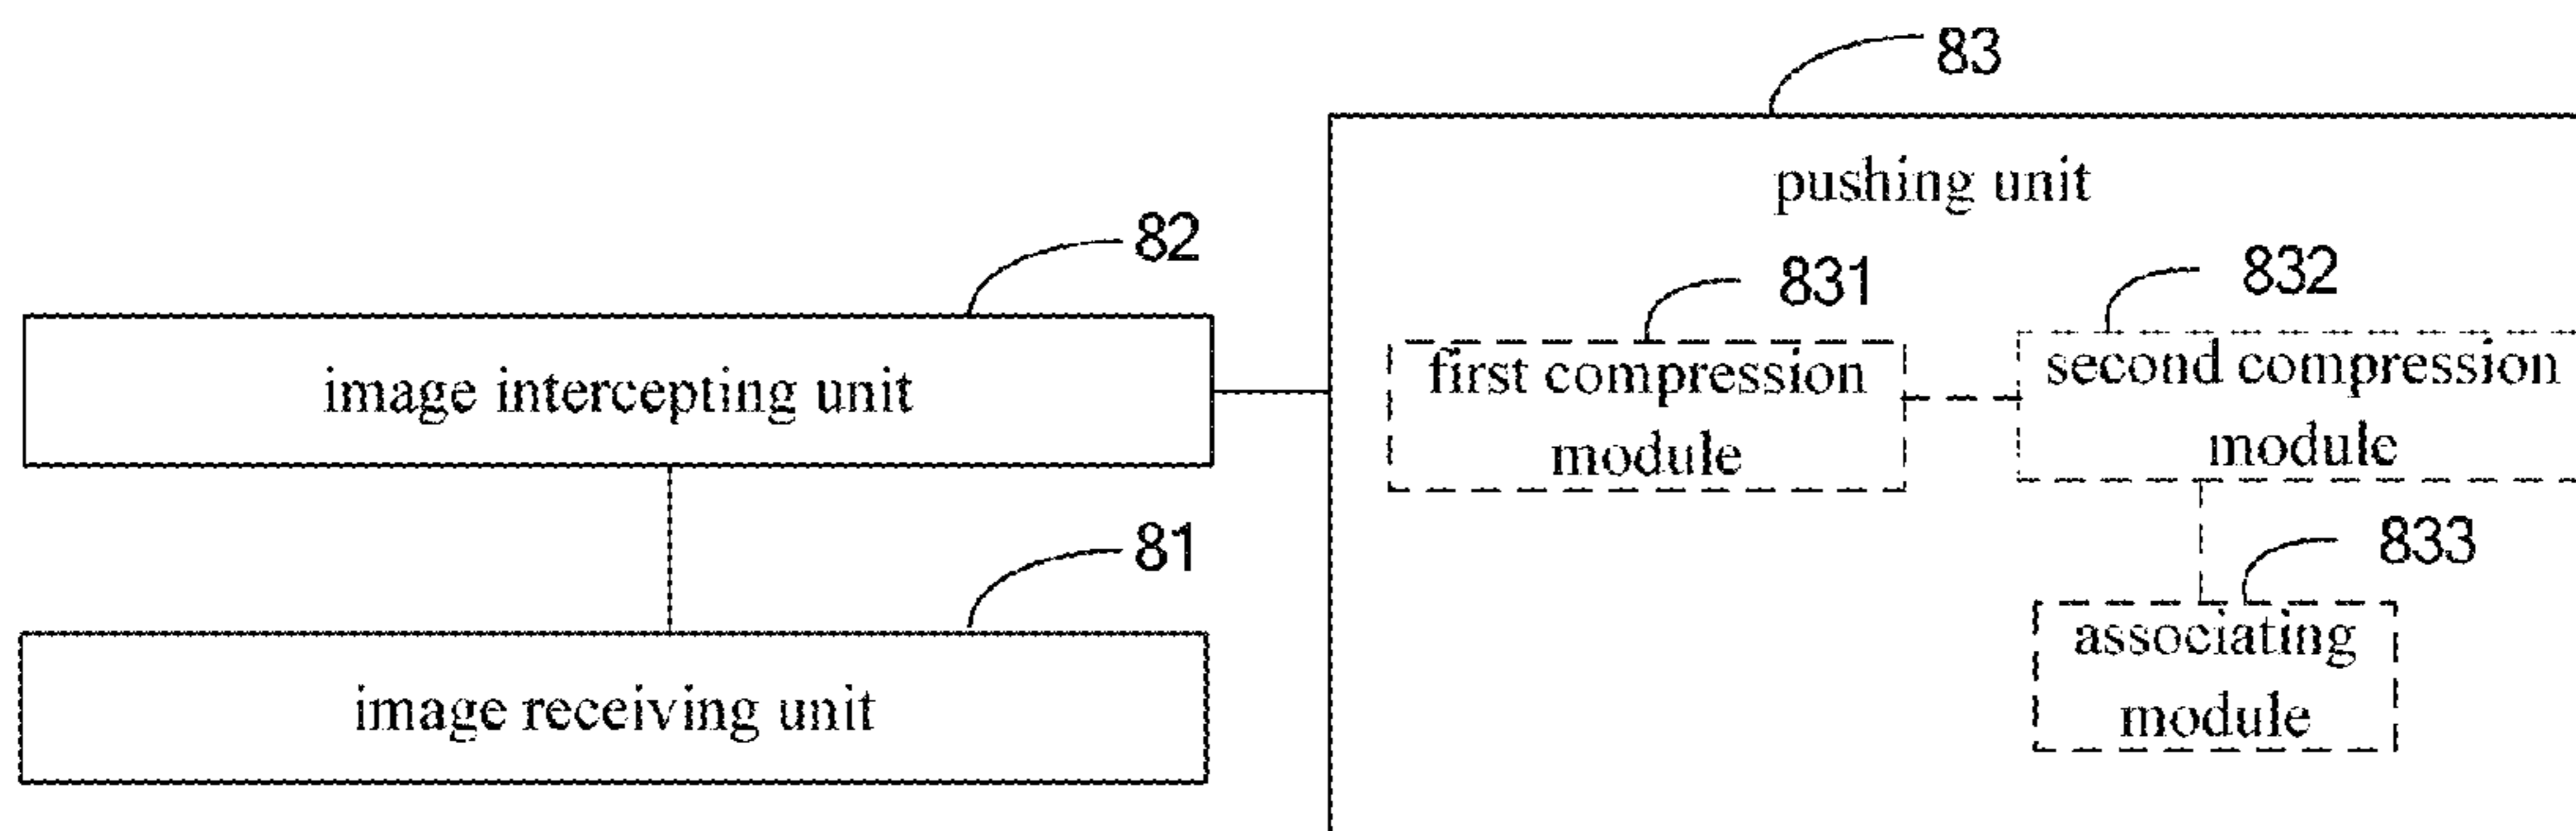 83
pushing unit
82
831
832
image intercepting unit
first compression
module
second compression
module
81
833
image receiving unit
associating
module